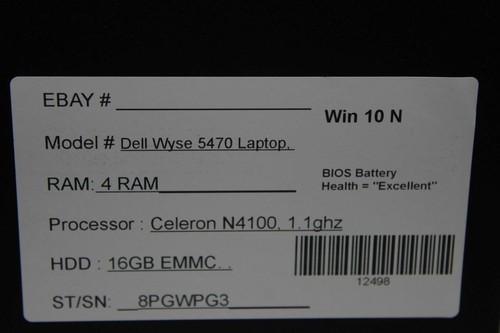 EBAY #
Win 10 N
Model # Dell Wyse 5470 Laptop,
RAM: 4 RAM
BIOS Battery
Health = "Excellent"
Processor : Celeron N4100, 1.1ghz
HDD : 16GB EMMC. .
12498
ST/SN: 8PGWPG3